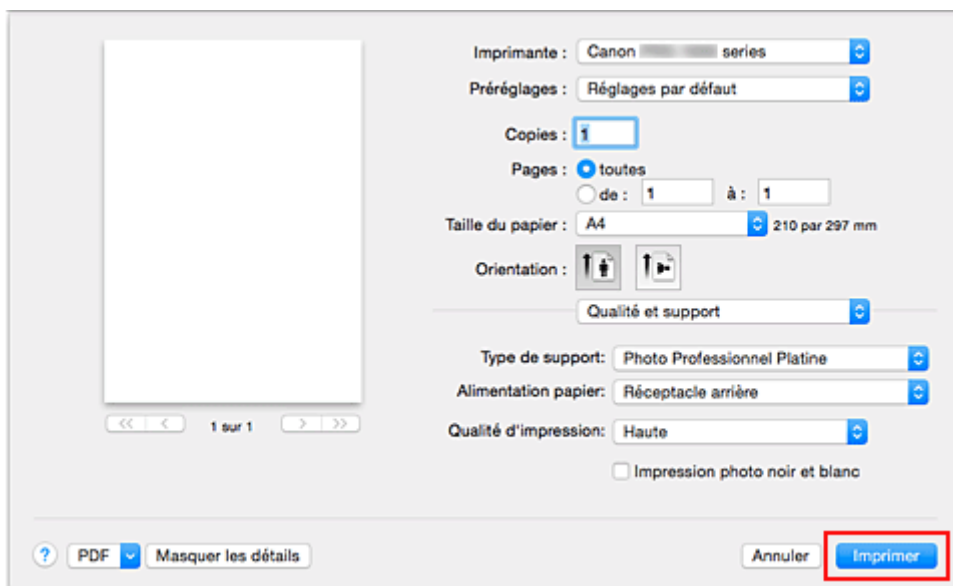 Imprimante : Canon series
Préréglages : Réglages par défaut
Copies : 1
Pages : toutes
de : 1 à : 1
Taille du papier : A4 210 par 297 mm
Orientation :
Qualité et support
Type de support: Photo Professionnel Platine
Alimentation papier: Réceptacle arrière
1 sur 1
Qualité d'impression: Haute
Impression photo noir et blanc
? PDF Masquer les détails Annuler Imprimer